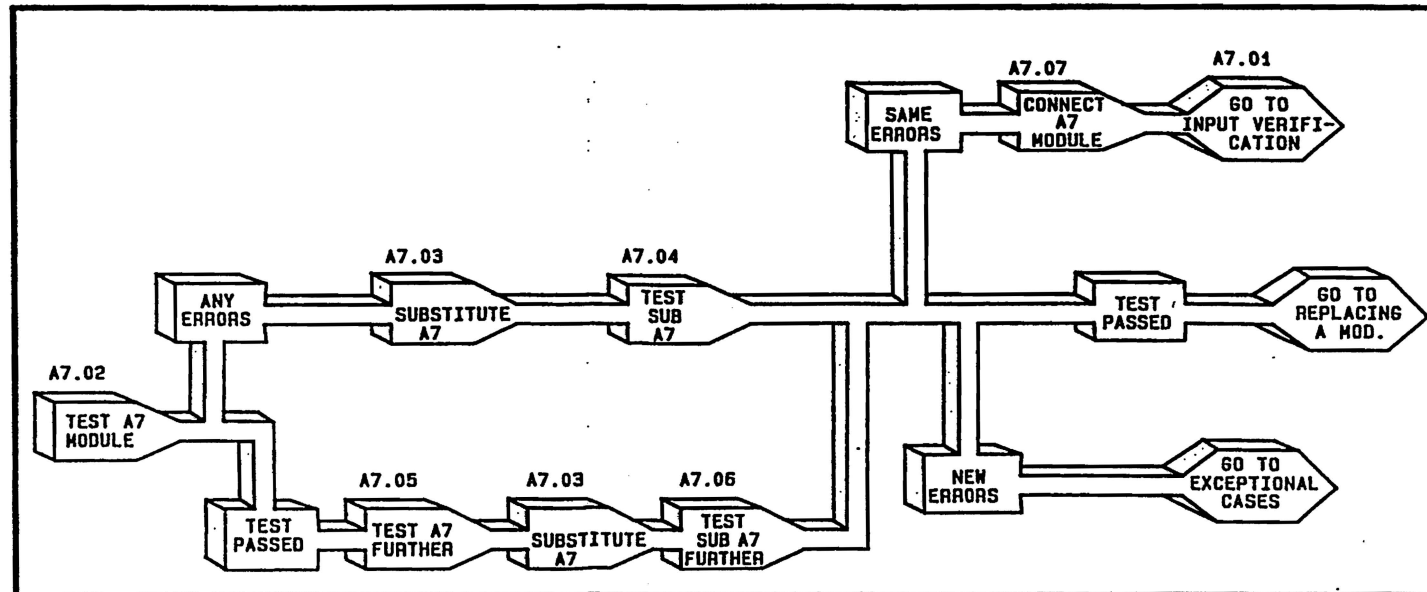 A7.07
A7.01
SAME
ERRORS
CONNECT
A7
MODULE
GO TO
INPUT VERIFI-
CATION
A7.03
A7.04
ANY
ERRORS
SUBSTITUTE
A7
TEST
SUB
A7
TEST
PASSED
GO TO
REPLACING
A MOD.
A7.02
TEST A7
MODULE
A7.05
A7.03
A7.06
TEST
PASSED
TEST A7
FURTHER
SUBSTITUTE
A7
TEST
SUB A7
FURTHER
NEW
ERRORS
GO TO
EXCEPTIONAL
CASES